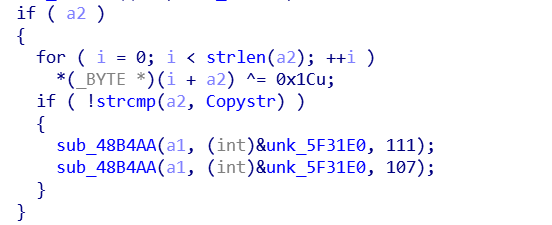 if ( a2 )
{
for ( i = 0; i < strlen(a2); ++i )
*(_BYTE *)(i + a2) ^= 0x1Cu;
if ( !strcmp(a2, Copystr) )
{
sub_48B4AA(a1, (int)&unk_5F31E0, 111);
sub_48B4AA(a1, (int)&unk_5F31E0, 107);
}
}